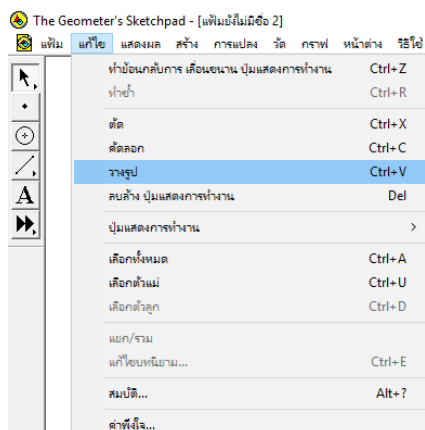 The Geometer's Sketchpad - [แฟ้มยังไม่มีชื่อ 2]
แฟ้ม แก้ไข แสดงผล สร้าง การแปลง วัด กราฟ หน้าต่าง วิธีใช้
ทำย้อนกลับการ เลื่อนขนาน ปุ่มแสดงการทำงาน Ctrl+Z
ทำซ้ำ Ctrl+R
ตัด Ctrl+X
คัดลอก Ctrl+C
วางรูป Ctrl+V
ลบล้าง ปุ่มแสดงการทำงาน Del
ปุ่มแสดงการทำงาน >
เลือกทั้งหมด Ctrl+A
เลือกตัวแม่ Ctrl+U
เลือกตัวลูก Ctrl+D
แยก/รวม
แก้ไขบทนิยาม... Ctrl+E
สมบัติ... Alt+?
ค่าพึงใจ...
A